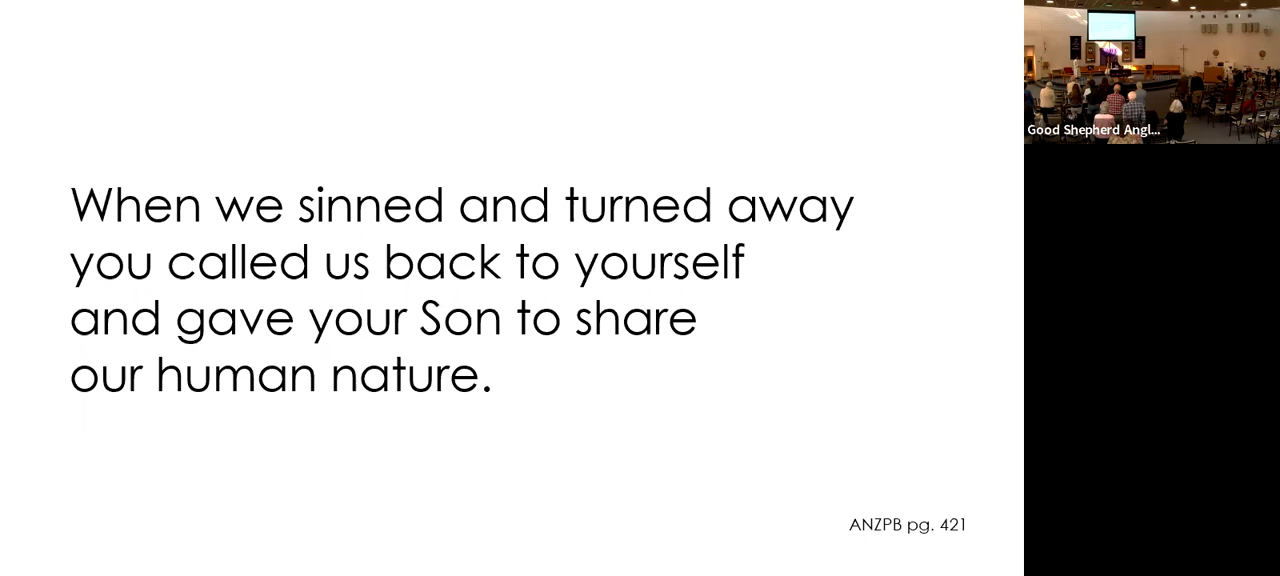 When we sinned and turned away
you called us back to yourself
and gave your Son to share
our human nature.
ANZPB pg. 421
Good Shepherd Angl...